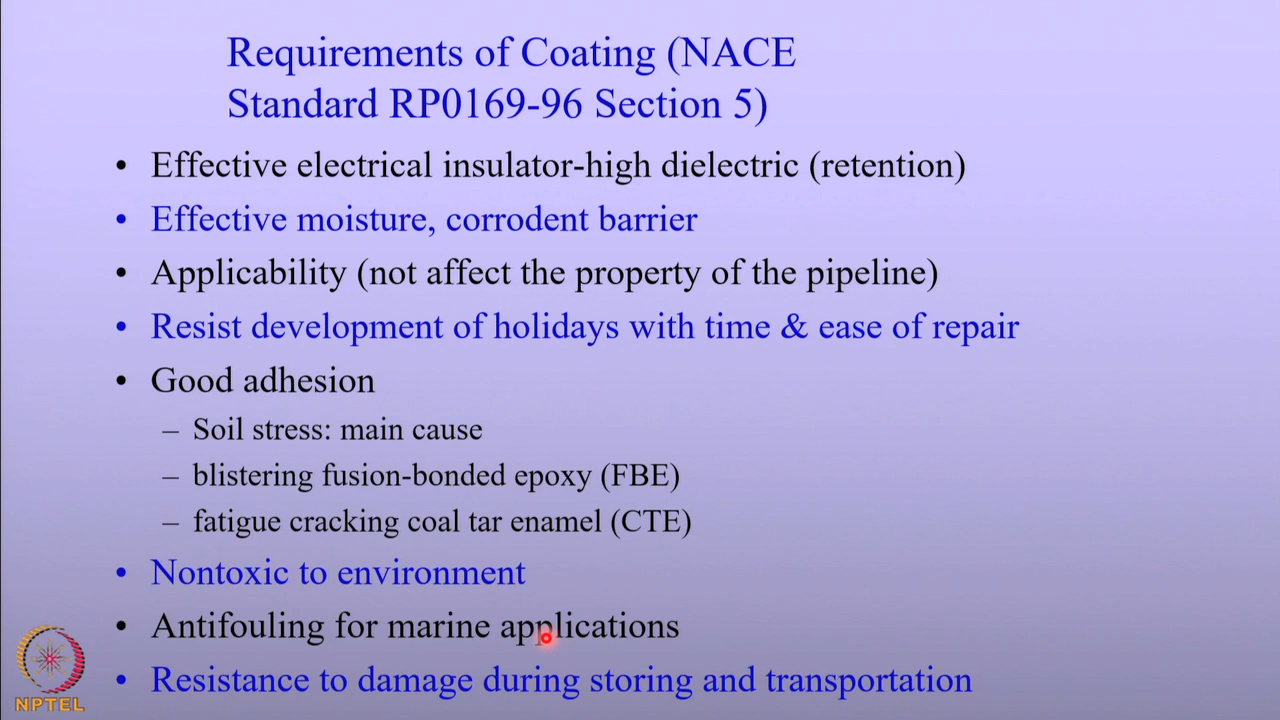 Requirements of Coating (NACE
Standard RP0169-96 Section 5)
• Effective electrical insulator-high dielectric (retention)
• Effective moisture, corrodent barrier
• Applicability (not affect the property of the pipeline)
• Resist development of holidays with time & ease of repair
• Good adhesion
– Soil stress: main cause
– blistering fusion-bonded epoxy (FBE)
– fatigue cracking coal tar enamel (CTE)
• Nontoxic to environment
• Antifouling for marine applications
• Resistance to damage during storing and transportation
NPTEL